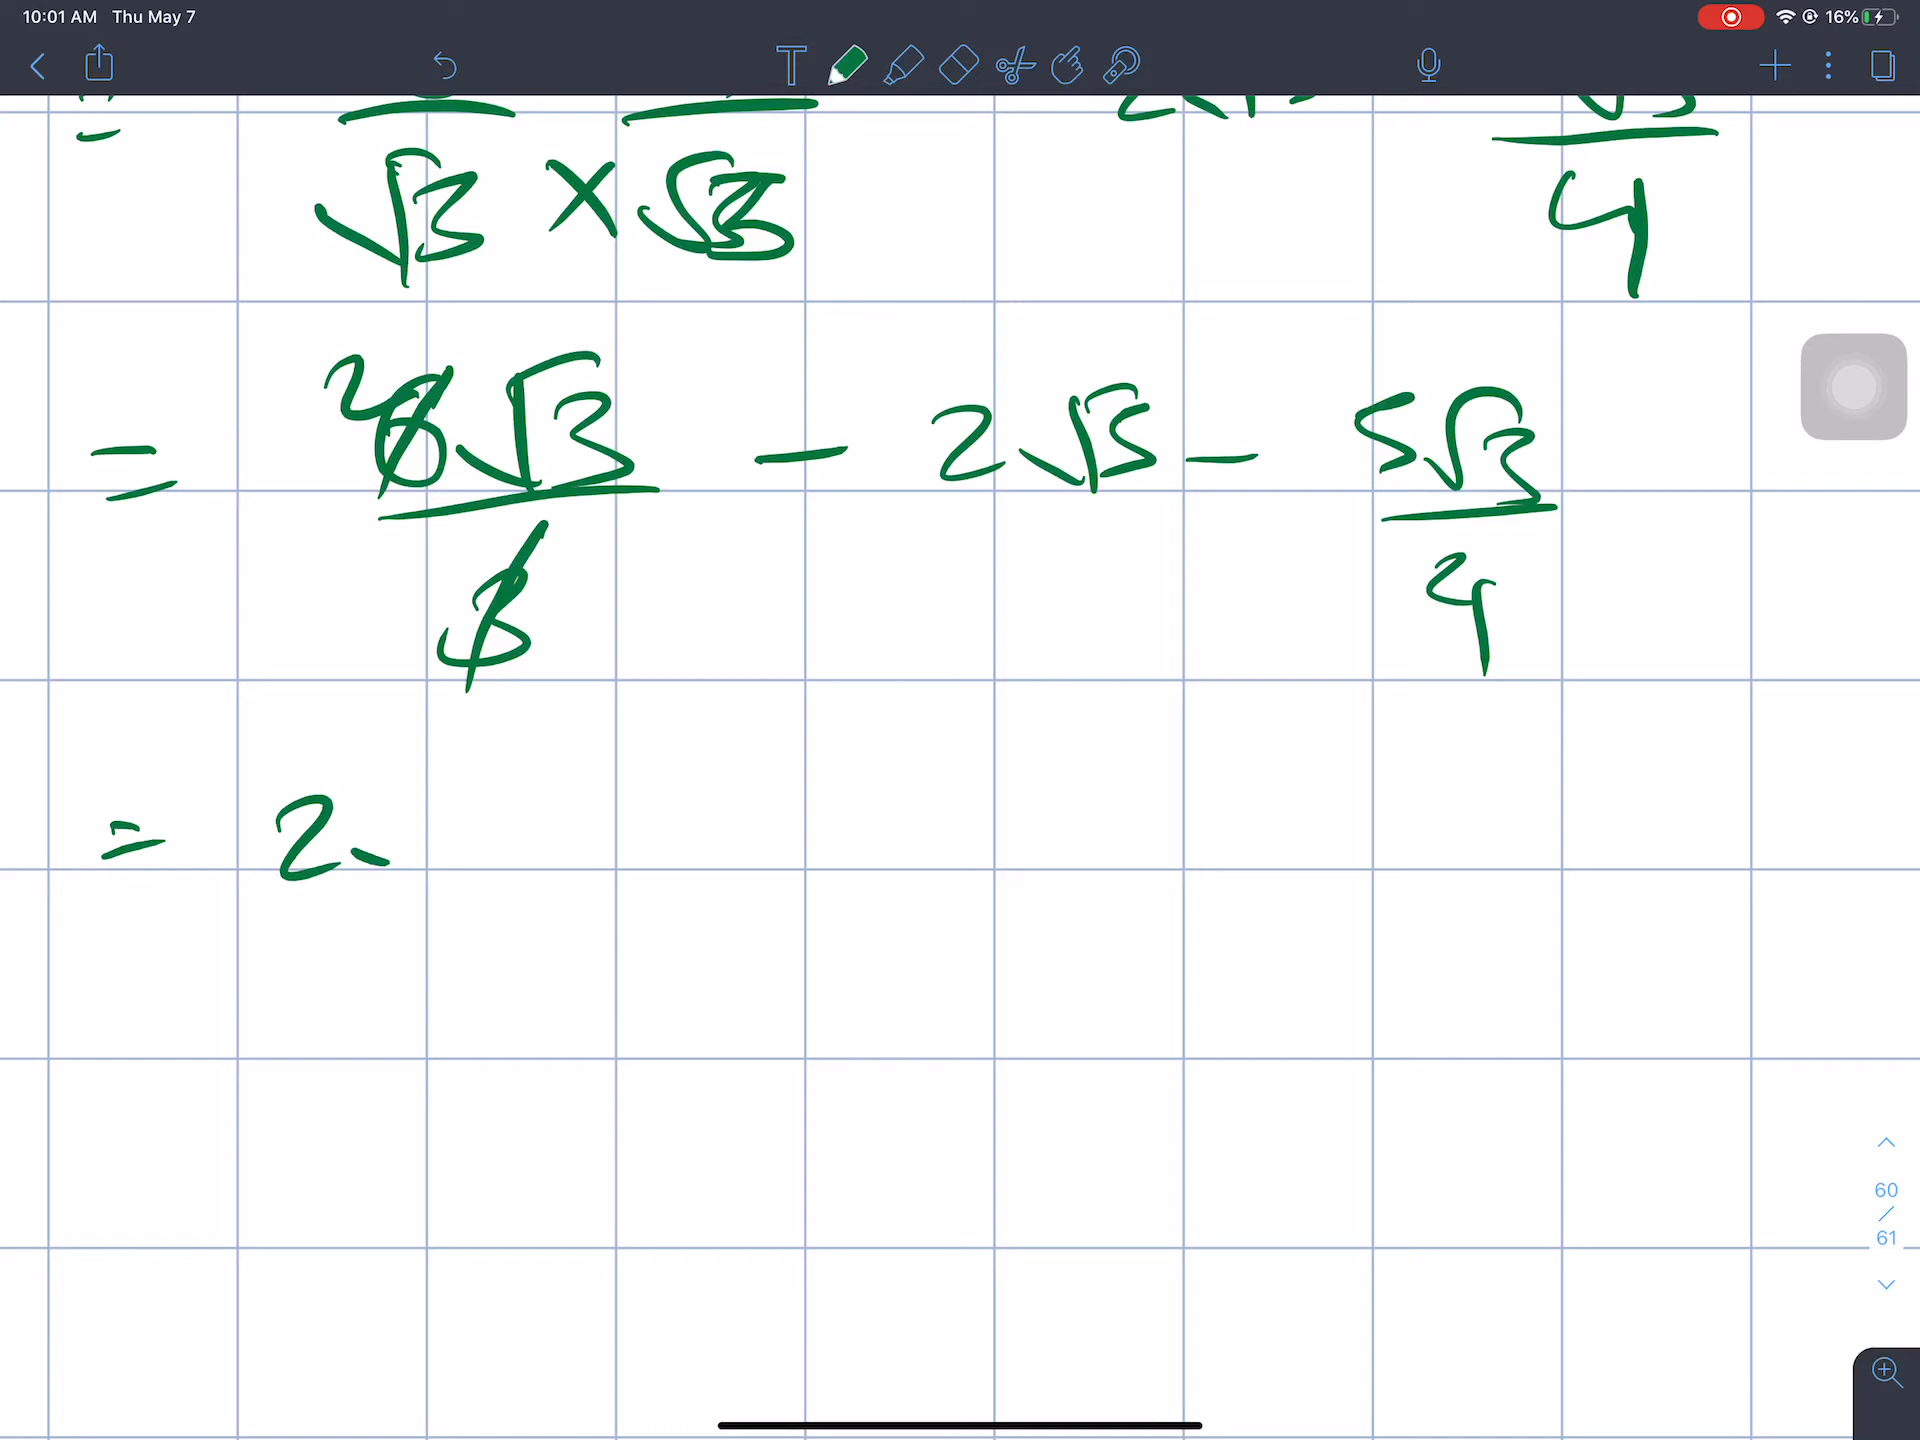 10:01 AM Thu May 7 16%
T
√3 × √3 4
= 2 6√3 / 3 - 2√3 - 5√3 / 4
= 2
60
/
61